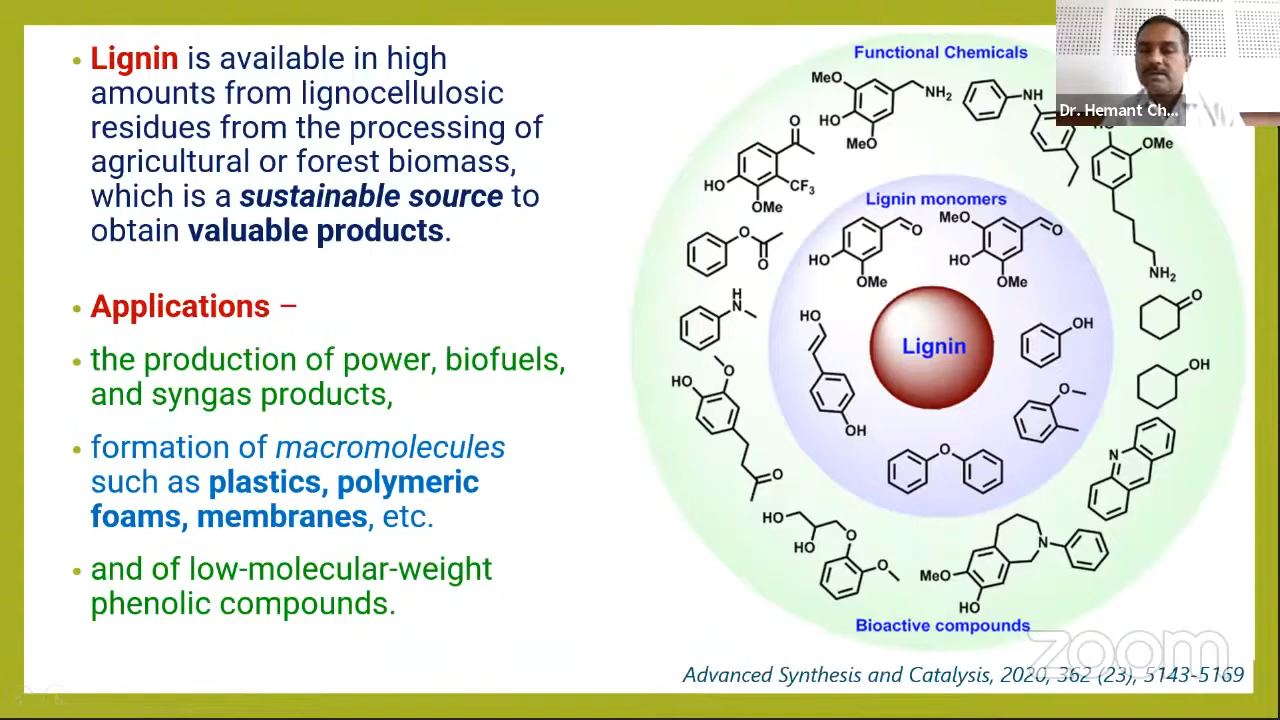 • Lignin is available in high
amounts from lignocellulosic
residues from the processing of
agricultural or forest biomass,
which is a sustainable source to
obtain valuable products.
• Applications –
• the production of power, biofuels,
and syngas products,
• formation of macromolecules
such as plastics, polymeric
foams, membranes, etc.
• and of low-molecular-weight
phenolic compounds.
Functional Chemicals
MeO
NH2
HO
MeO
NH
Dr. Hemant Ch...
O
HO
CF3
OMe
OMe
NH2
O
O
H
N
Lignin monomers
O
HO
OMe
MeO
O
HO
OMe
HO
OH
Lignin
OH
O
O
O
OH
HO
O
O
N
HO
HO
O
O
N
MeO
HO
Bioactive compounds
zoom
Advanced Synthesis and Catalysis, 2020, 362 (23), 5143-5169